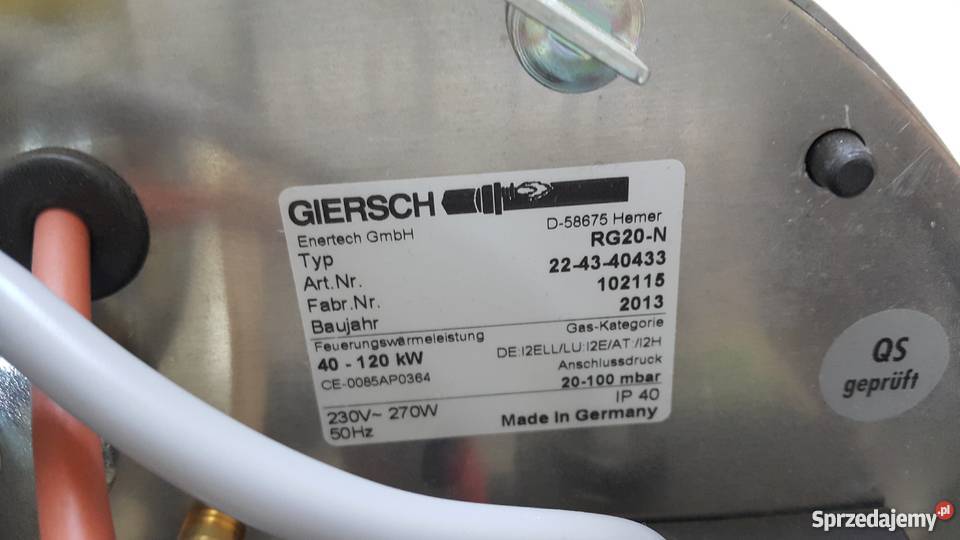 GIERSCH
Enertech GmbH D-58675 Hemer
Typ RG20-N
Art.Nr. 22-43-40433
Fabr.Nr. 102115
Baujahr 2013
Feuerungswärmeleistung Gas-Kategorie
40 - 120 kW DE:I2ELL/LU:I2E/AT:/I2H
CE-0085AP0364 Anschlussdruck
20-100 mbar
230V~ 270W IP 40
50Hz Made in Germany
QS
geprüft
Sprzedajemy.pl